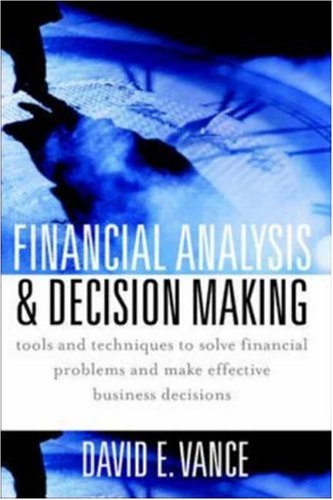 FINANCIAL ANALYSIS
& DECISION MAKING
tools and techniques to solve financial
problems and make effective
business decisions
DAVID E. VANCE